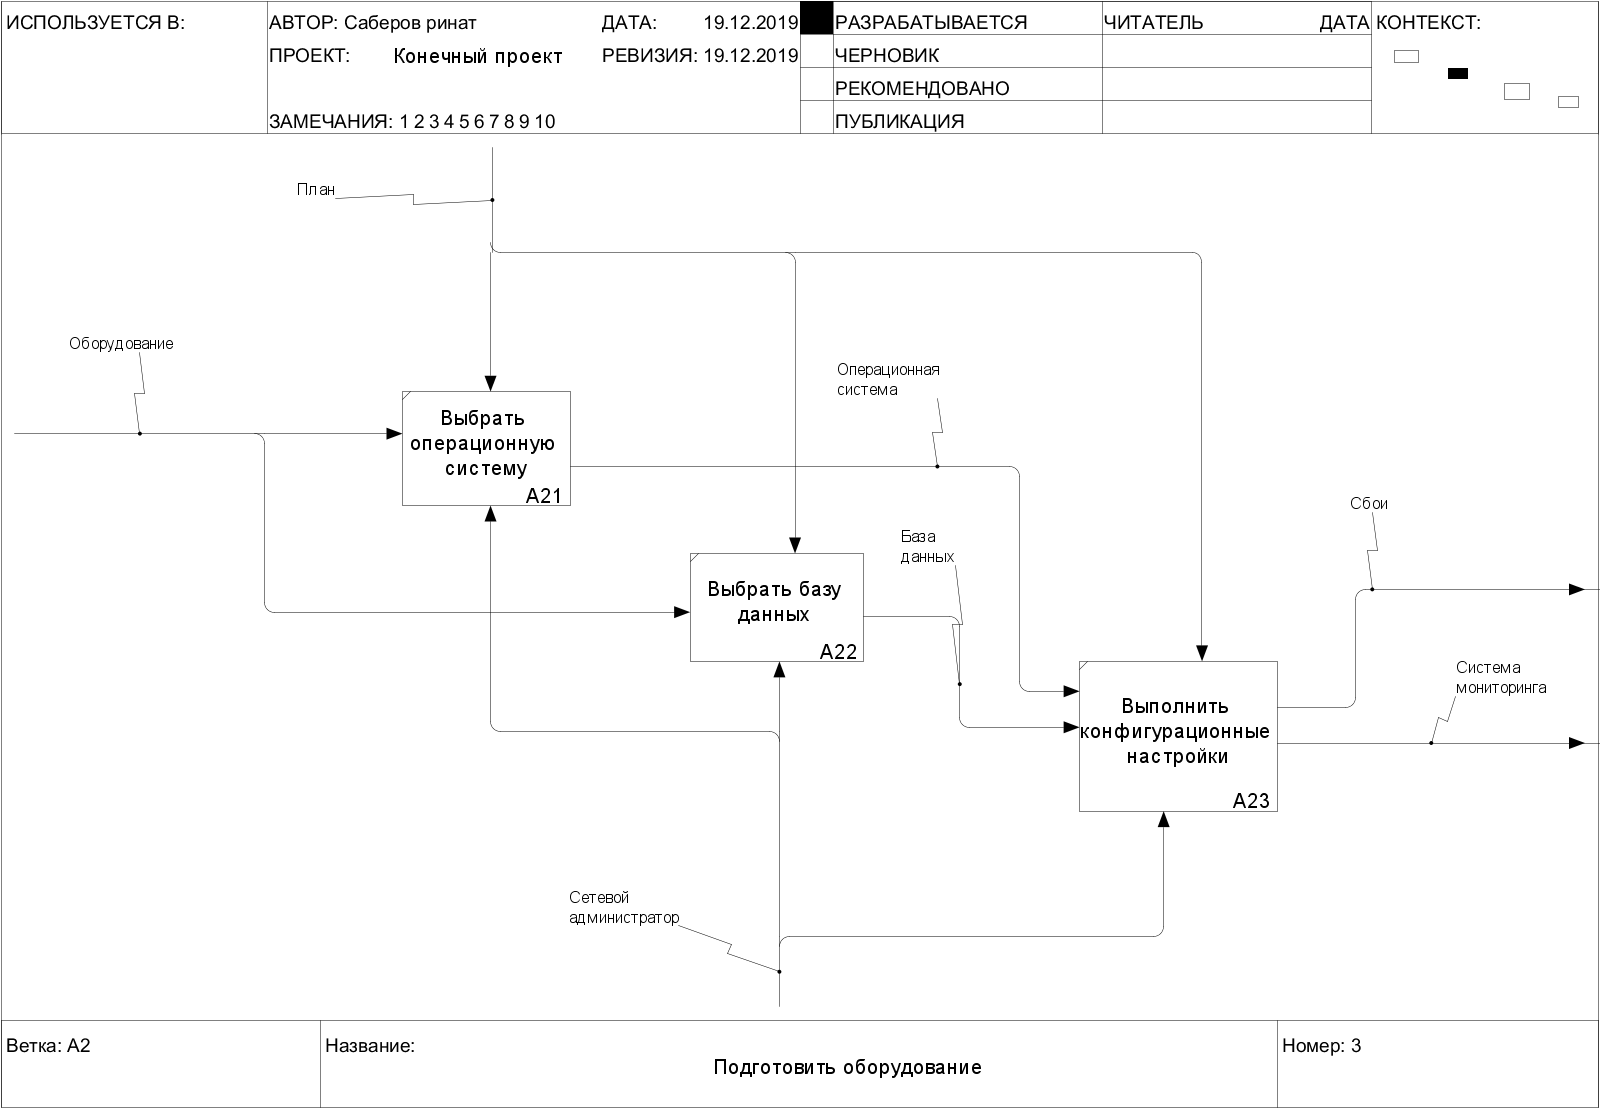 ИСПОЛЬЗУЕТСЯ В:
АВТОР: Саберов ринат
ДАТА: 19.12.2019
ПРОЕКТ: Конечный проект
РЕВИЗИЯ: 19.12.2019
ЗАМЕЧАНИЯ: 1 2 3 4 5 6 7 8 9 10
РАЗРАБАТЫВАЕТСЯ
ЧЕРНОВИК
РЕКОМЕНДОВАНО
ПУБЛИКАЦИЯ
ЧИТАТЕЛЬ ДАТА
КОНТЕКСТ:
План
Оборудование
Выбрать
операционную
систему
A21
Операционная
система
База
данных
Выбрать базу
данных
A22
Сбои
Система
мониторинга
Выполнить
конфигурационные
настройки
A23
Сетевой
администратор
Ветка: A2
Название:
Подготовить оборудование
Номер: 3